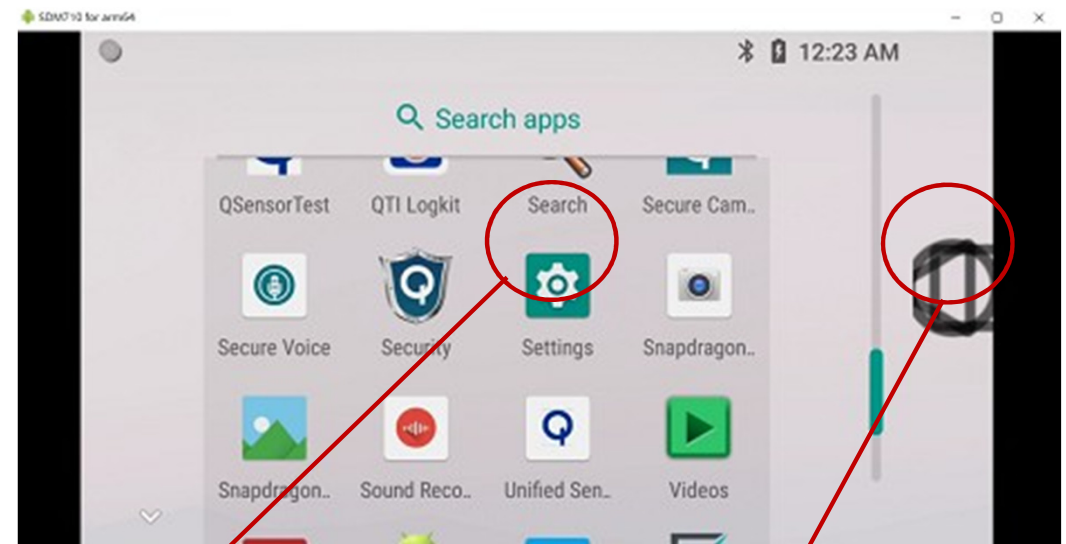 SDM710 for arm64
12:23 AM
Search apps
QSensorTest QTI Logkit Search Secure Cam..
Secure Voice Security Settings Snapdragon..
Snapdragon.. Sound Reco.. Unified Sen.. Videos